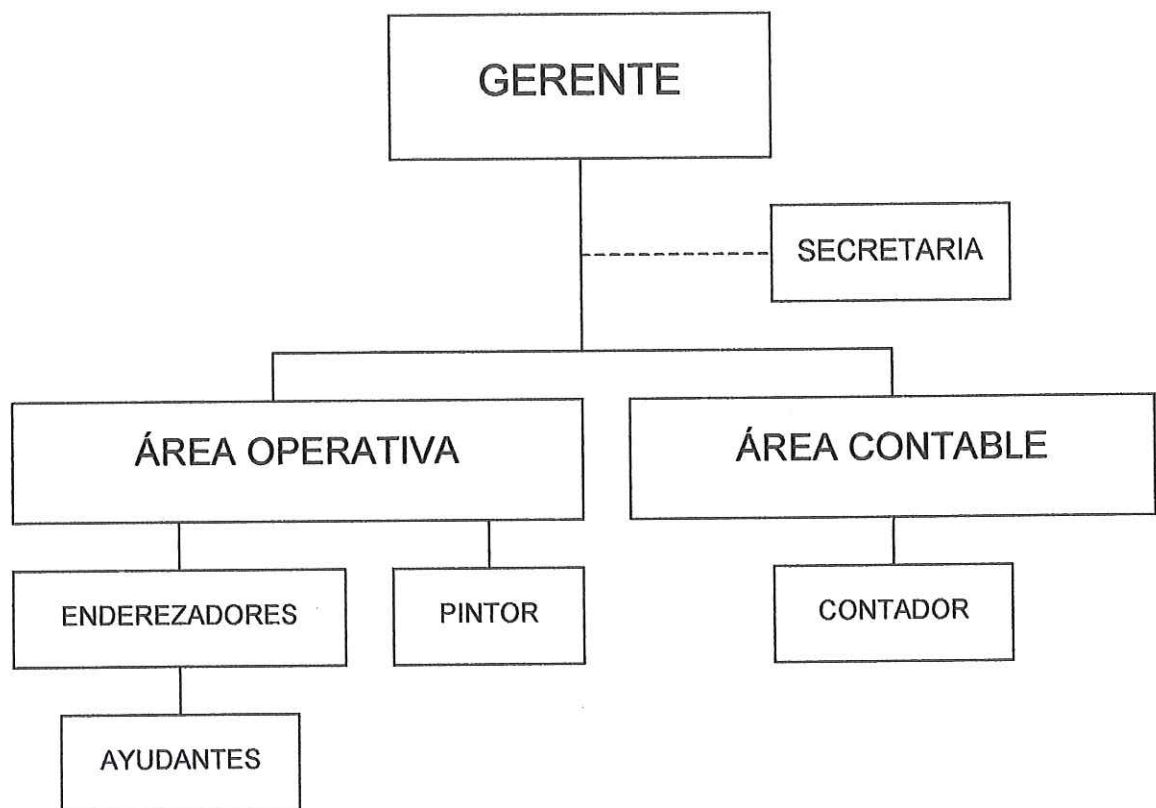 GERENTE
SECRETARIA
ÁREA OPERATIVA
ÁREA CONTABLE
ENDEREZADORES
PINTOR
CONTADOR
AYUDANTES